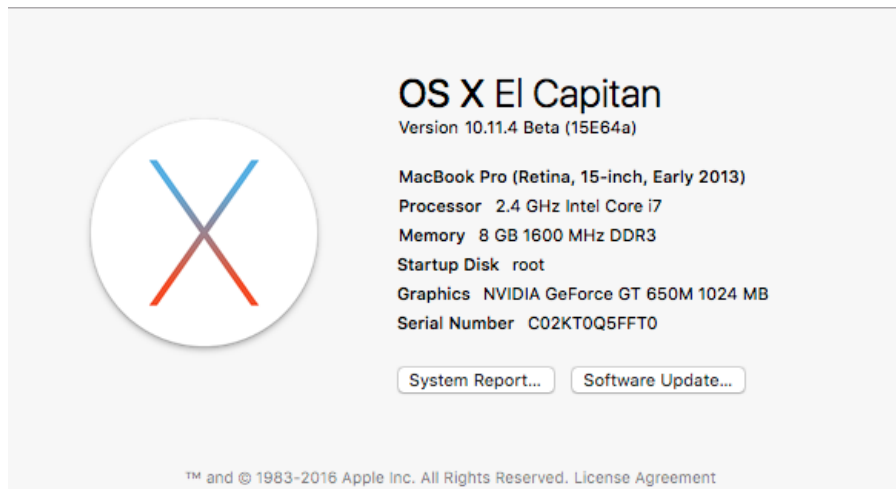 OS X El Capitan
Version 10.11.4 Beta (15E64a)
MacBook Pro (Retina, 15-inch, Early 2013)
Processor 2.4 GHz Intel Core i7
Memory 8 GB 1600 MHz DDR3
Startup Disk root
Graphics NVIDIA GeForce GT 650M 1024 MB
Serial Number C02KT0Q5FFT0
System Report... Software Update...
™ and © 1983-2016 Apple Inc. All Rights Reserved. License Agreement